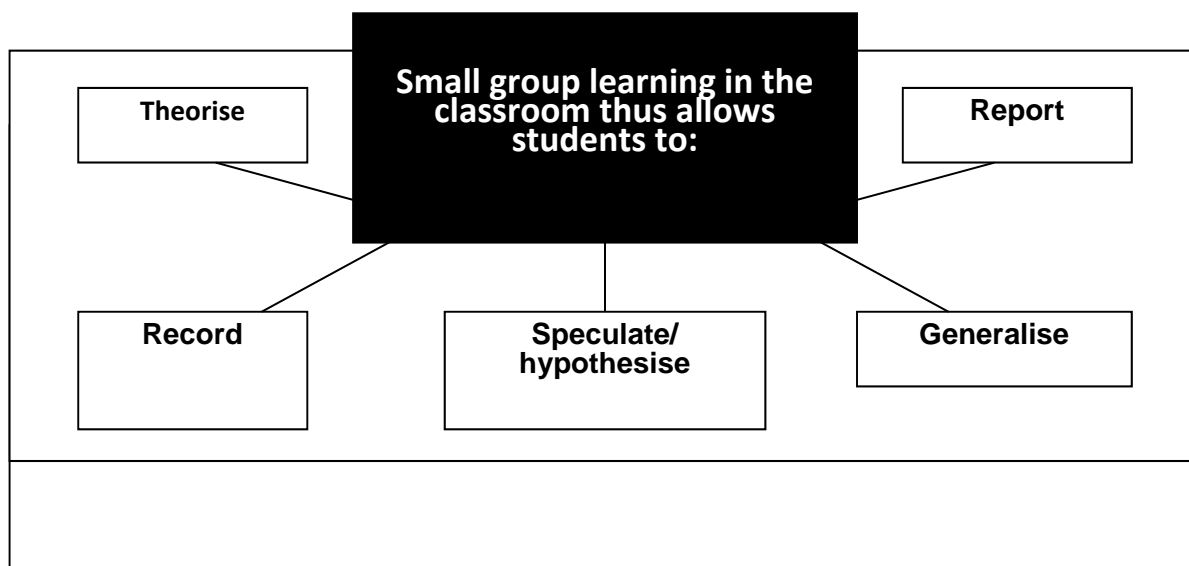 Small group learning in the
classroom thus allows
students to:
Theorise
Report
Record
Speculate/
hypothesise
Generalise